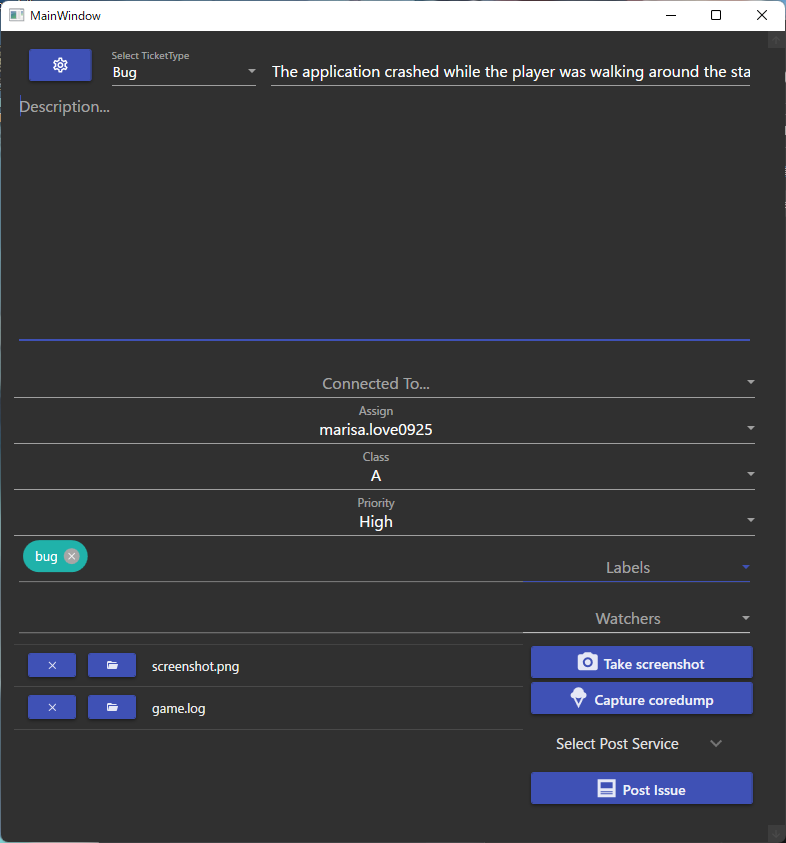 MainWindow
Select TicketType
Bug
The application crashed while the player was walking around the sta
Description...
Connected To...
Assign
marisa.love0925
Class
A
Priority
High
bug
Labels
Watchers
screenshot.png
Take screenshot
Capture coredump
game.log
Select Post Service
Post Issue